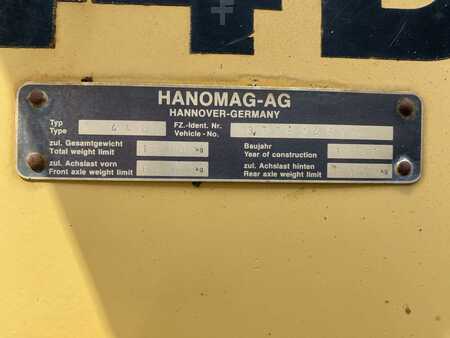 44D
HANOMAG-AG
HANNOVER-GERMANY
Typ FZ.-Ident. Nr.
Type Vehicle-No.
zul. Gesamtgewicht kg Baujahr
Total weight limit Year of construction
zul. Achslast vorn kg zul. Achslast hinten
Front axle weight limit Rear axle weight limit